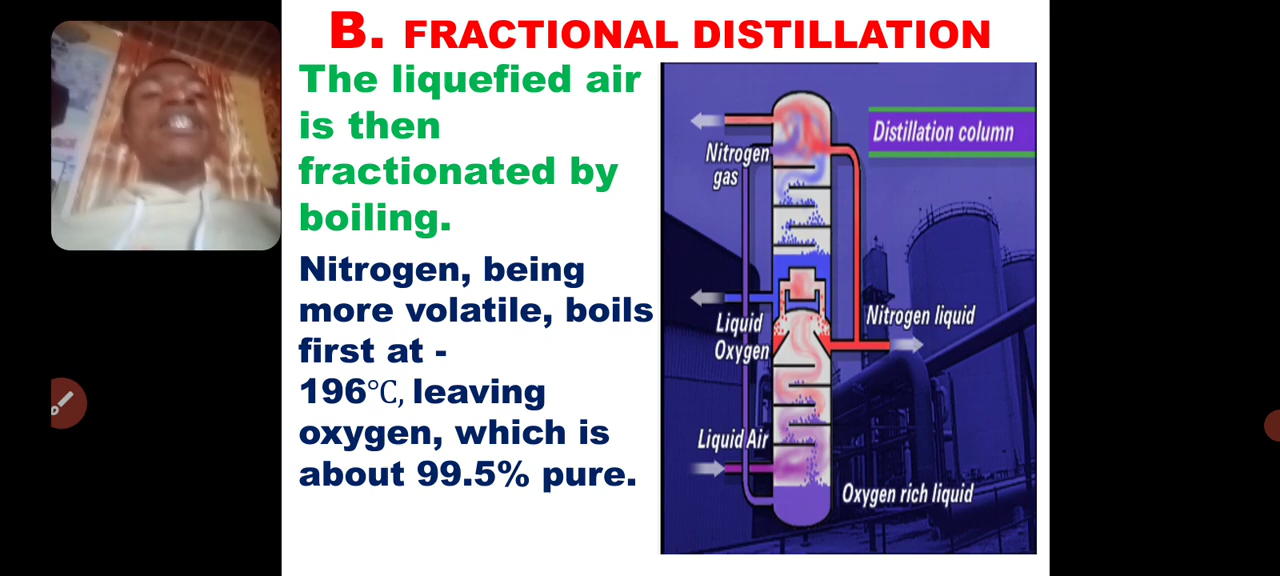 B. FRACTIONAL DISTILLATION
The liquefied air
is then
fractionated by
boiling.
Nitrogen, being
more volatile, boils
first at -
196℃, leaving
oxygen, which is
about 99.5% pure.
Distillation column
Nitrogen
gas
Liquid
Oxygen
Nitrogen liquid
Liquid Air
Oxygen rich liquid